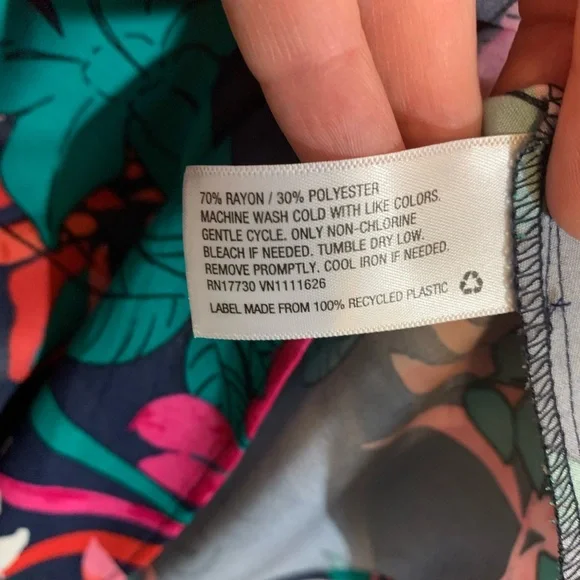 70% RAYON / 30% POLYESTER
MACHINE WASH COLD WITH LIKE COLORS.
GENTLE CYCLE. ONLY NON-CHLORINE
BLEACH IF NEEDED. TUMBLE DRY LOW.
REMOVE PROMPTLY. COOL IRON IF NEEDED.
RN17730 VN1111626
LABEL MADE FROM 100% RECYCLED PLASTIC